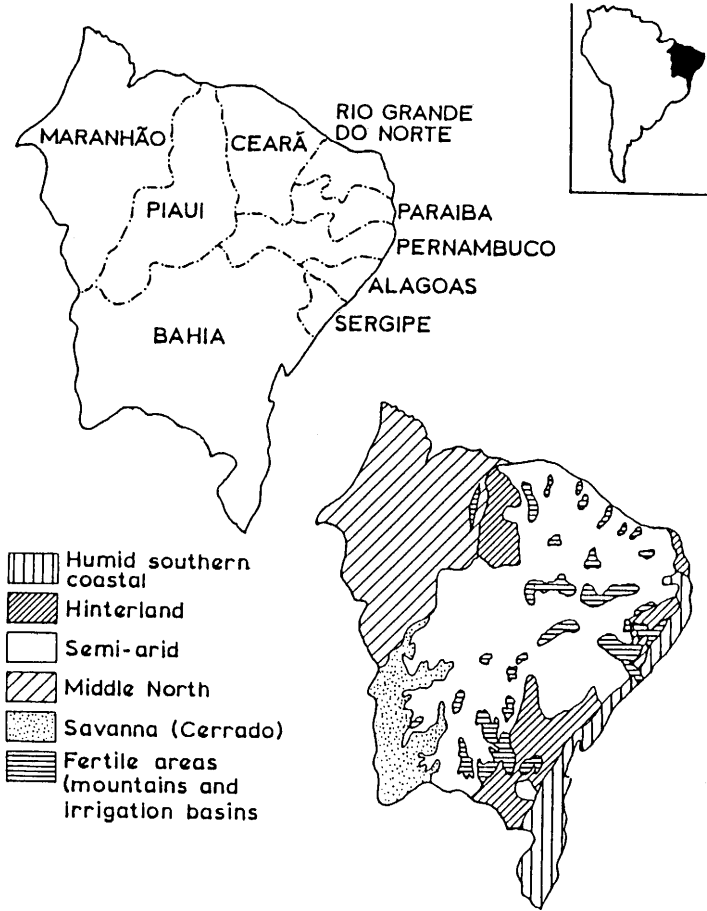 RIO GRANDE
DO NORTE
MARANHÃO
CEARÃ
PIAUI
PARAIBA
PERNAMBUCO
ALAGOAS
SERGIPE
BAHIA
Humid southern
coastal
Hinterland
Semi-arid
Middle North
Savanna (Cerrado)
Fertile areas
(mountains and
irrigation basins